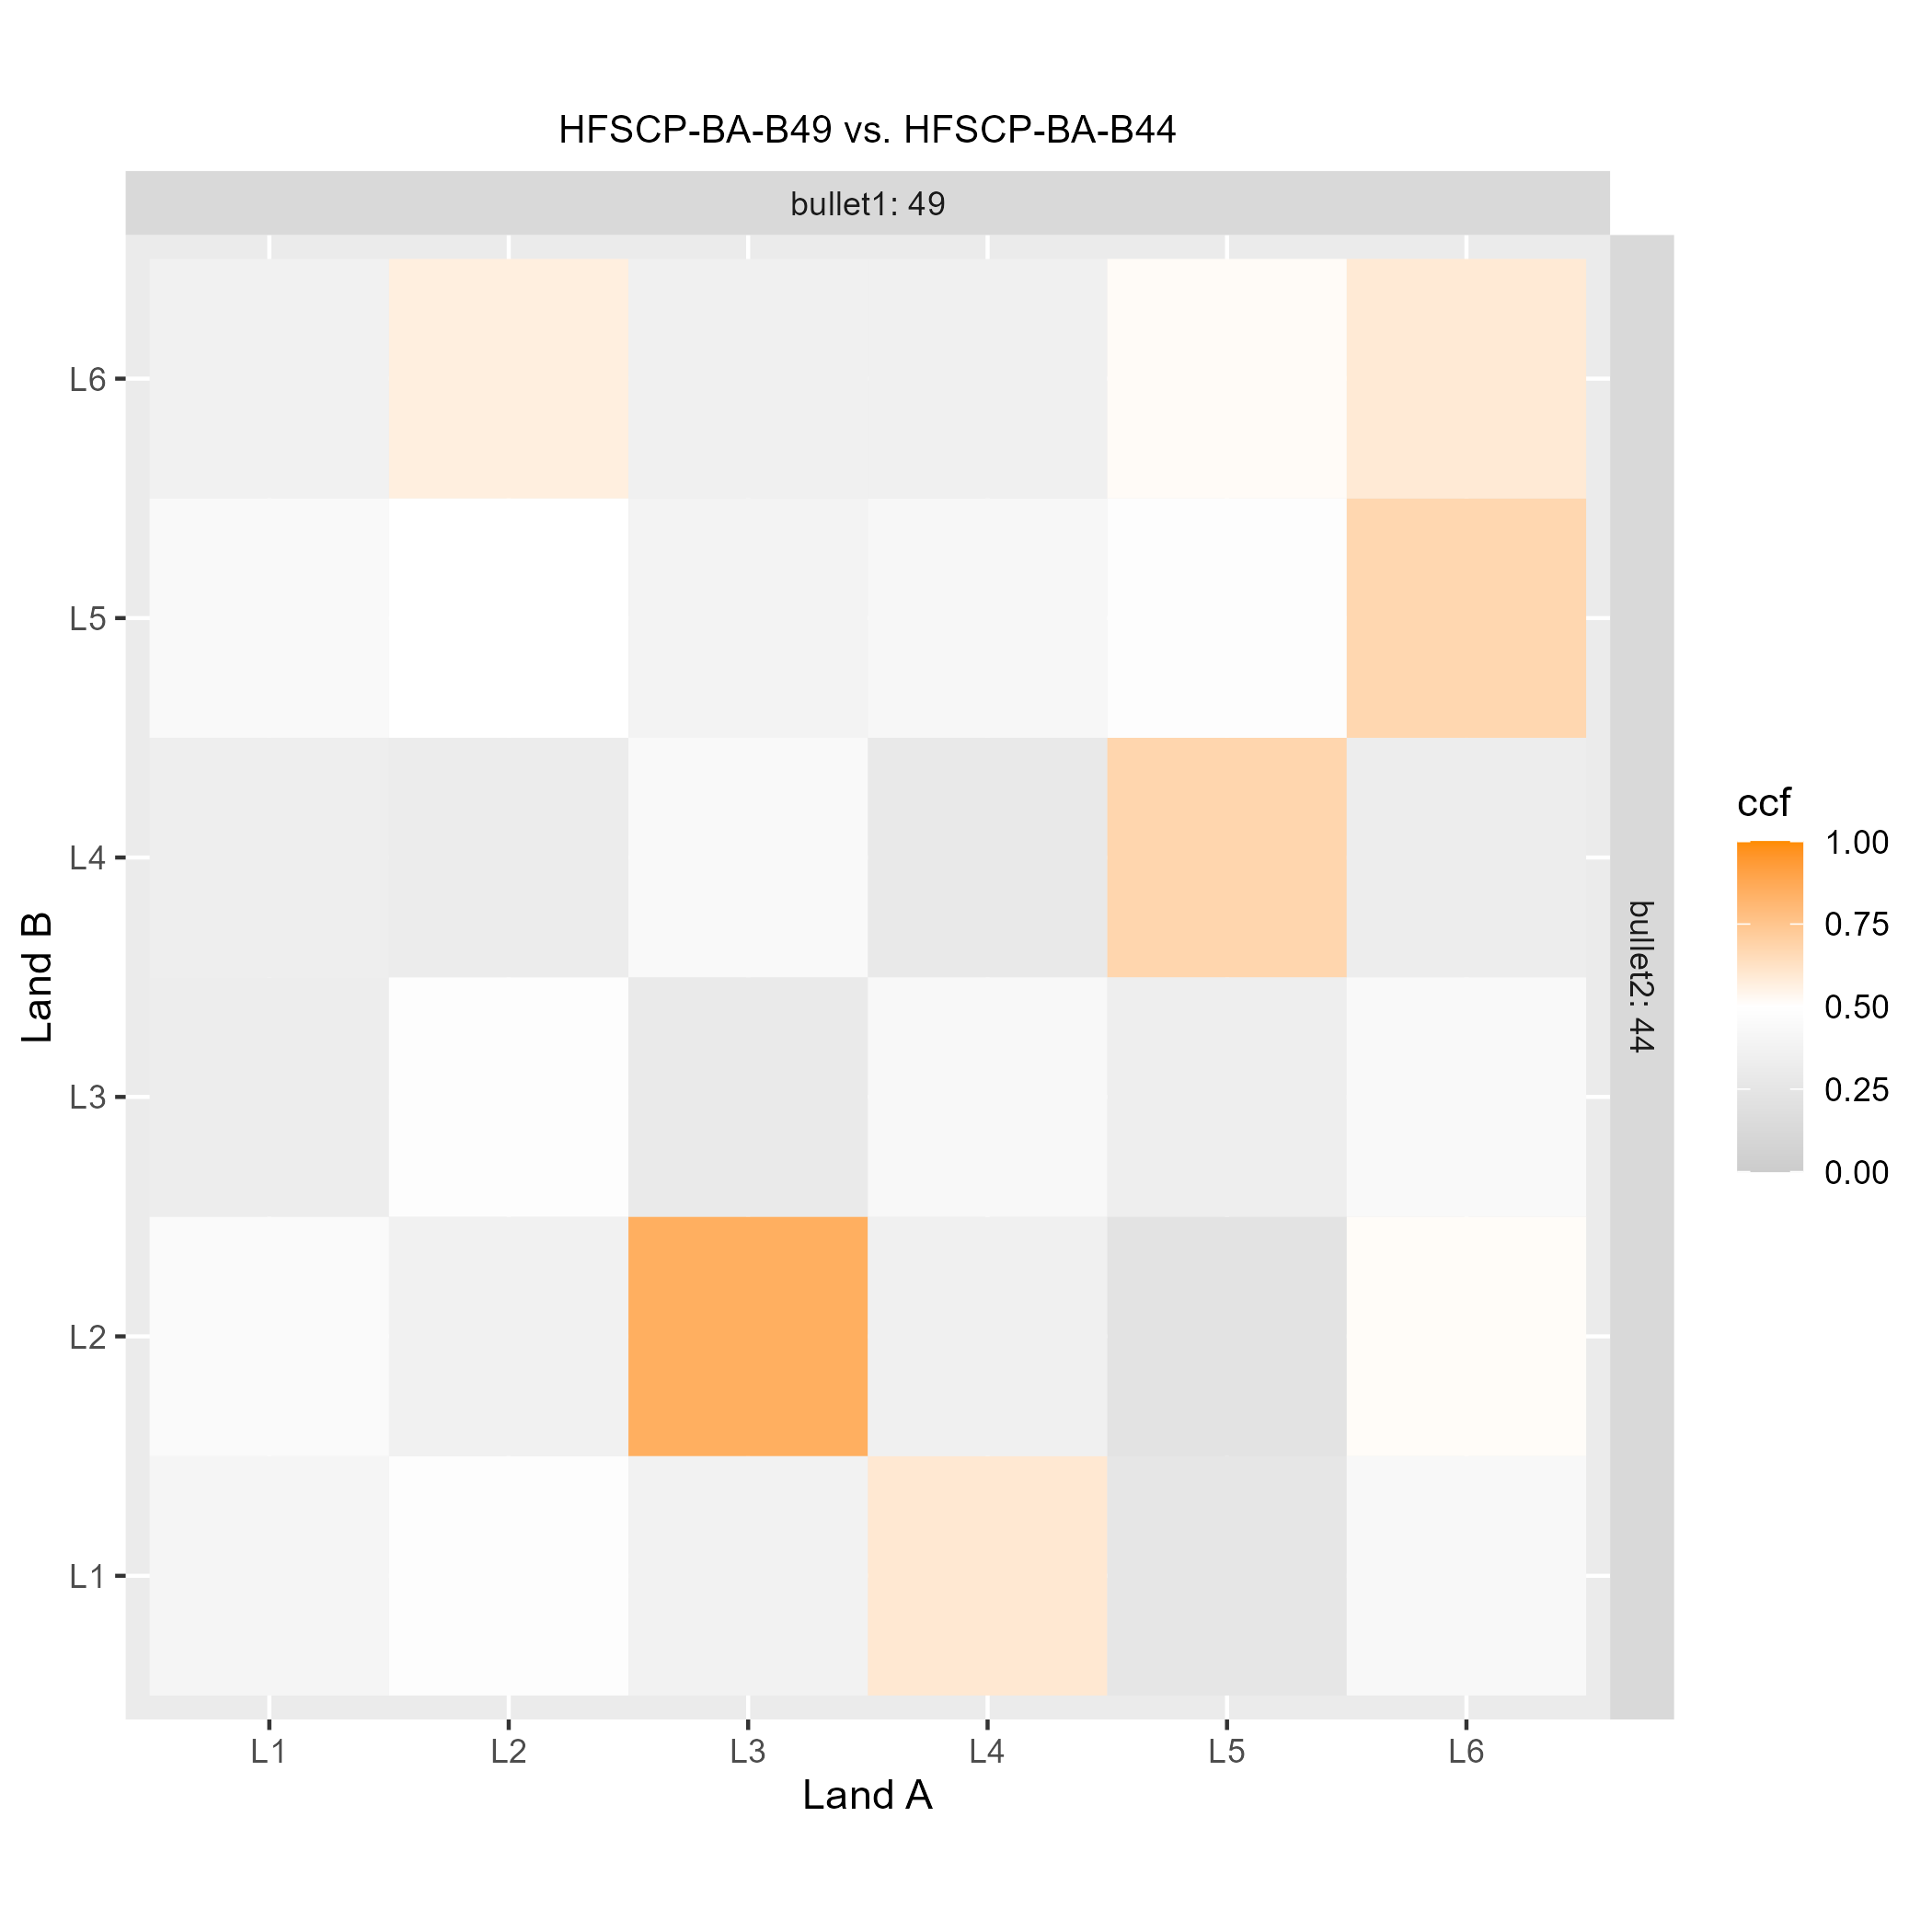 HFSCP-BA-B49 vs. HFSCP-BA-B44
bullet1: 49
L6
L5
L4
L3
L2
L1
Land B
bullet2: 44
L1 L2 L3 L4 L5 L6
Land A
ccf
1.00
0.75
0.50
0.25
0.00